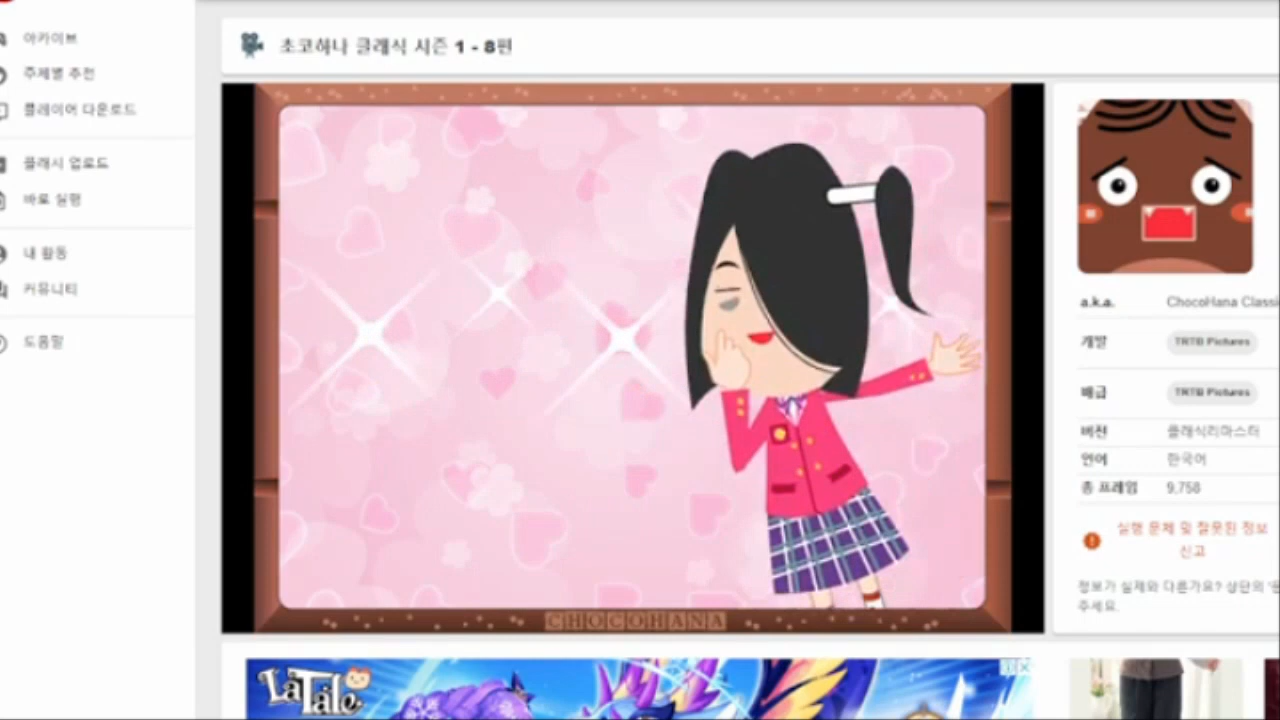 아카이브
주제별 추천
플레이어 다운로드
플래시 업로드
바로 실행
내 활동
커뮤니티
도움말
초코하나 클래식 시즌 1 - 8편
CHOCOHANA
a.k.a. ChocoHana Classi
개발 TRTB Pictures
배급 TRTB Pictures
버전 클래식리마스터
언어 한국어
총 프레임 9,758
실행 문제 및 잘못된 정보
신고
정보가 실제와 다른가요? 상단의
주세요.
LaTale